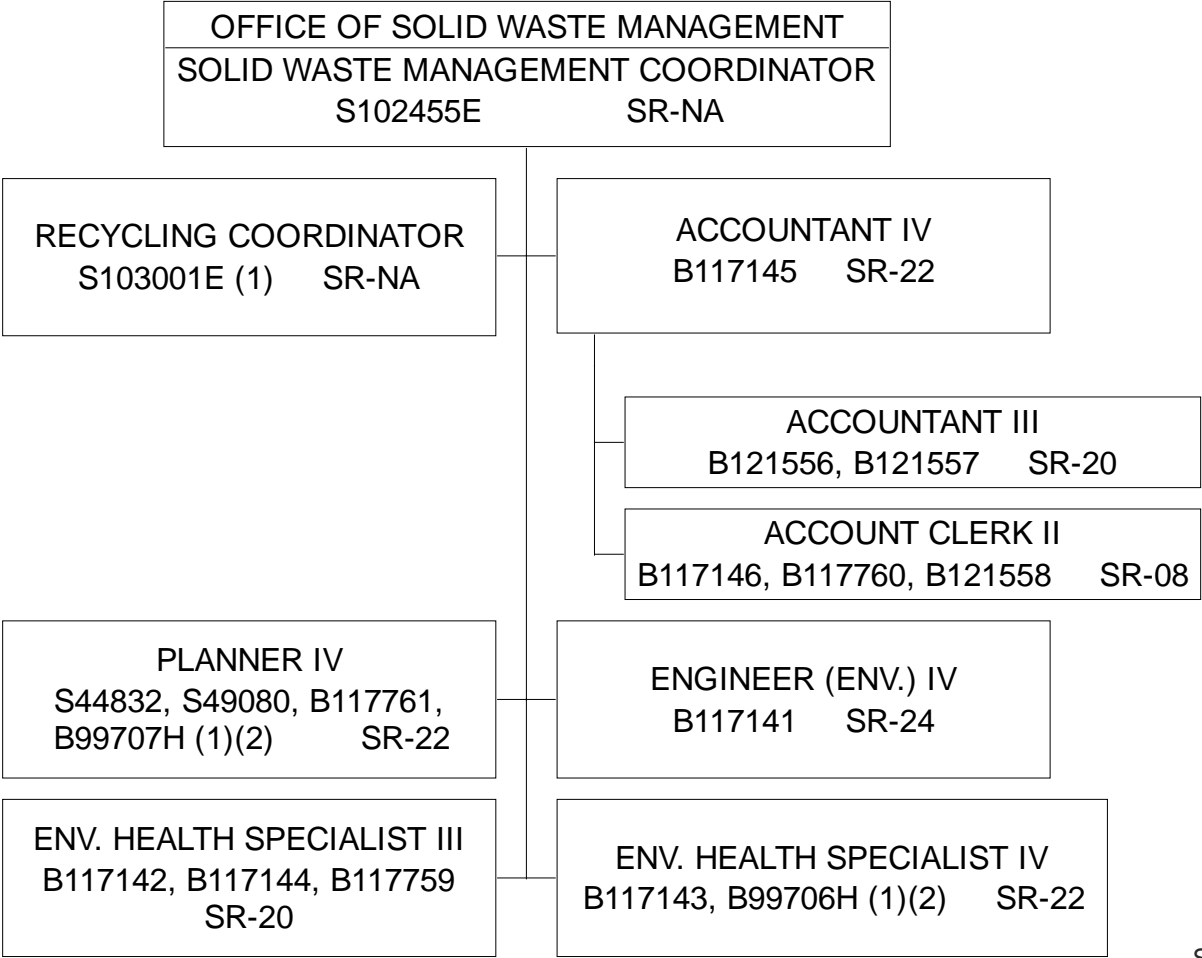 OFFICE OF SOLID WASTE MANAGEMENT
SOLID WASTE MANAGEMENT COORDINATOR
S102455E SR-NA
RECYCLING COORDINATOR
S103001E (1) SR-NA
ACCOUNTANT IV
B117145 SR-22
ACCOUNTANT III
B121556, B121557 SR-20
ACCOUNT CLERK II
B117146, B117760, B121558 SR-08
PLANNER IV
S44832, S49080, B117761,
B99707H (1)(2) SR-22
ENGINEER (ENV.) IV
B117141 SR-24
ENV. HEALTH SPECIALIST III
B117142, B117144, B117759
SR-20
ENV. HEALTH SPECIALIST IV
B117143, B99706H (1)(2) SR-22